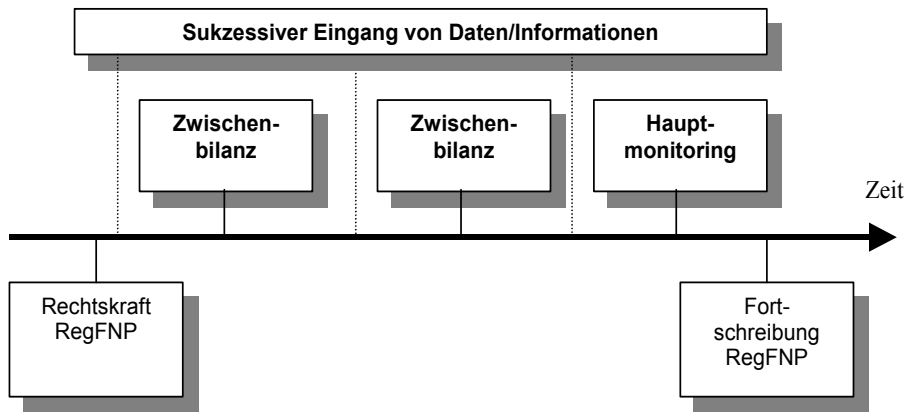 Sukzessiver Eingang von Daten/Informationen
Zwischen-
bilanz
Zwischen-
bilanz
Haupt-
monitoring
Zeit
Rechtskraft
RegFNP
Fort-
schreibung
RegFNP